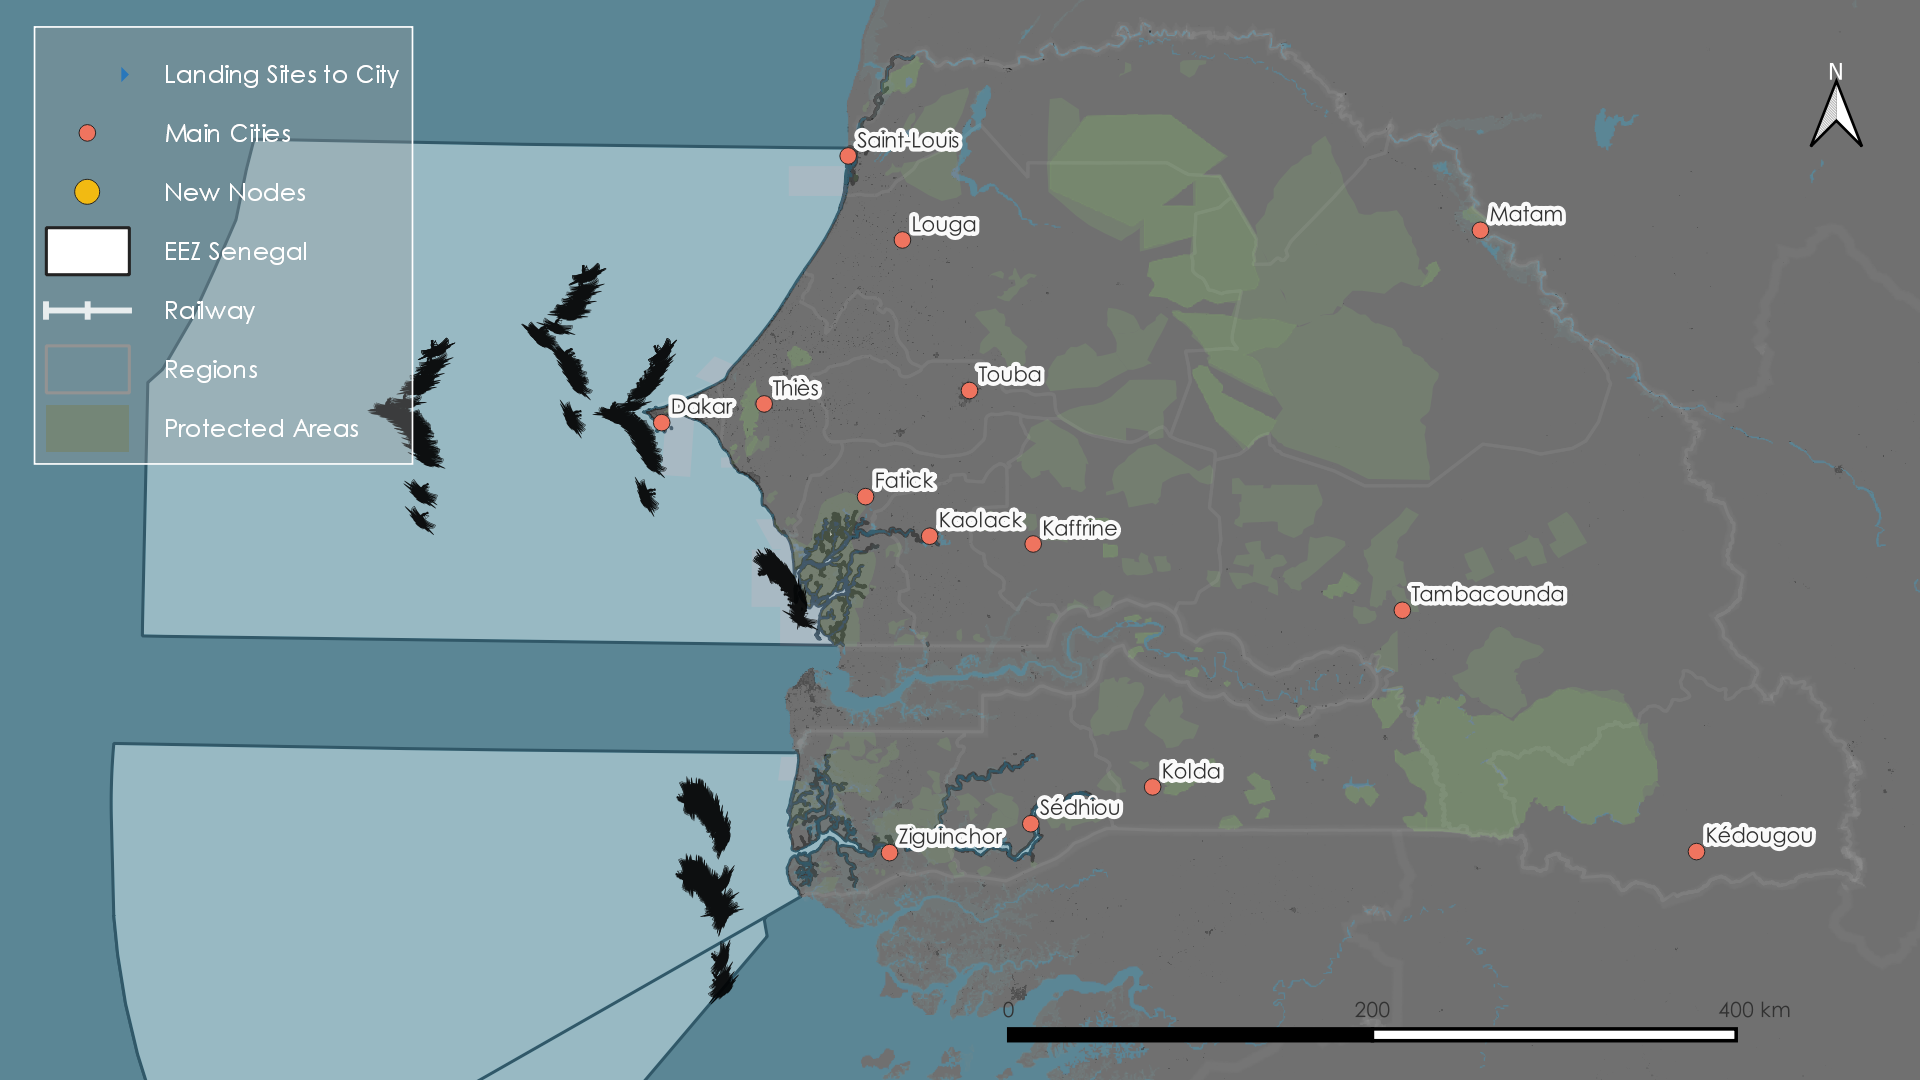 Landing Sites to City
Main Cities
New Nodes
EEZ Senegal
Railway
Regions
Protected Areas
N
Saint-Louis
Louga
Matam
Touba
Thiès
Dakar
Fatick
Kaolack
Kaffrine
Tambacounda
Kolda
Sédhiou
Ziguinchor
Kédougou
0
200
400 km